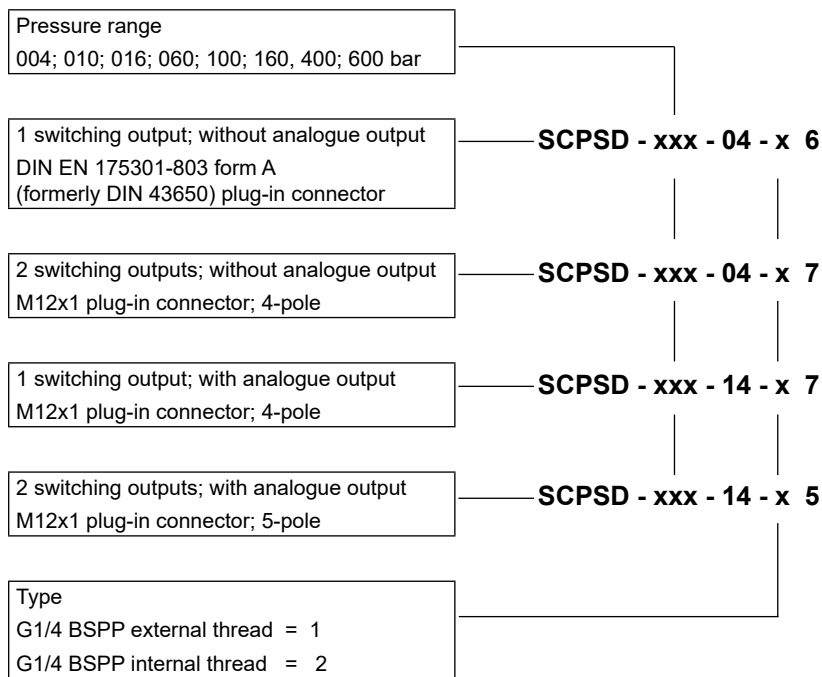 Pressure range
004; 010; 016; 060; 100; 160, 400; 600 bar
1 switching output; without analogue output
DIN EN 175301-803 form A
(formerly DIN 43650) plug-in connector
SCPSD - xxx - 04 - x 6
2 switching outputs; without analogue output
M12x1 plug-in connector; 4-pole
SCPSD - xxx - 04 - x 7
1 switching output; with analogue output
M12x1 plug-in connector; 4-pole
SCPSD - xxx - 14 - x 7
2 switching outputs; with analogue output
M12x1 plug-in connector; 5-pole
SCPSD - xxx - 14 - x 5
Type
G1/4 BSPP external thread = 1
G1/4 BSPP internal thread = 2